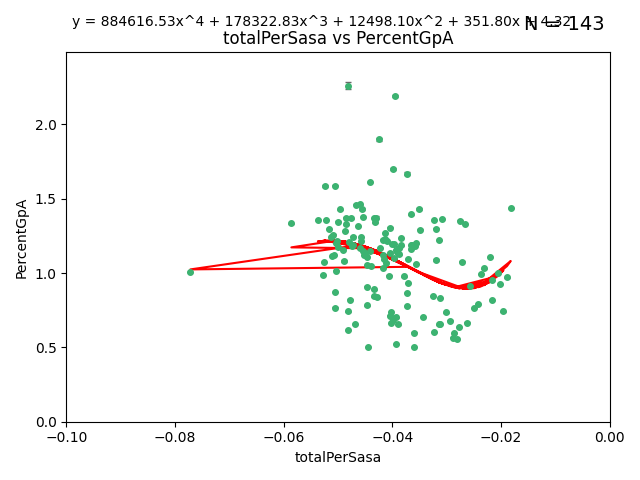 y = 884616.53x^4 + 178322.83x^3 + 12498.10x^2 + 351.80x + 4.32
N = 143
totalPerSasa vs PercentGpA
PercentGpA
2.0
1.5
1.0
0.5
0.0
−0.10 −0.08 −0.06 −0.04 −0.02 0.00
totalPerSasa